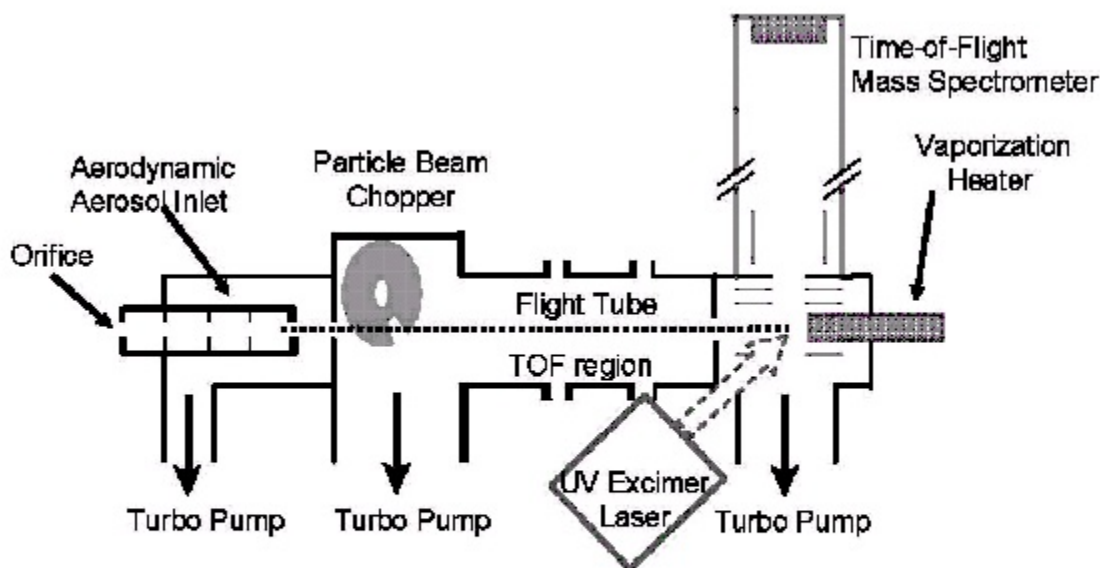 Time-of-Flight
Mass Spectrometer
Vaporization
Heater
Particle Beam
Chopper
Aerodynamic
Aerosol Inlet
Orifice
Flight Tube
TOF region
UV Excimer
Laser
Turbo Pump
Turbo Pump
Turbo Pump